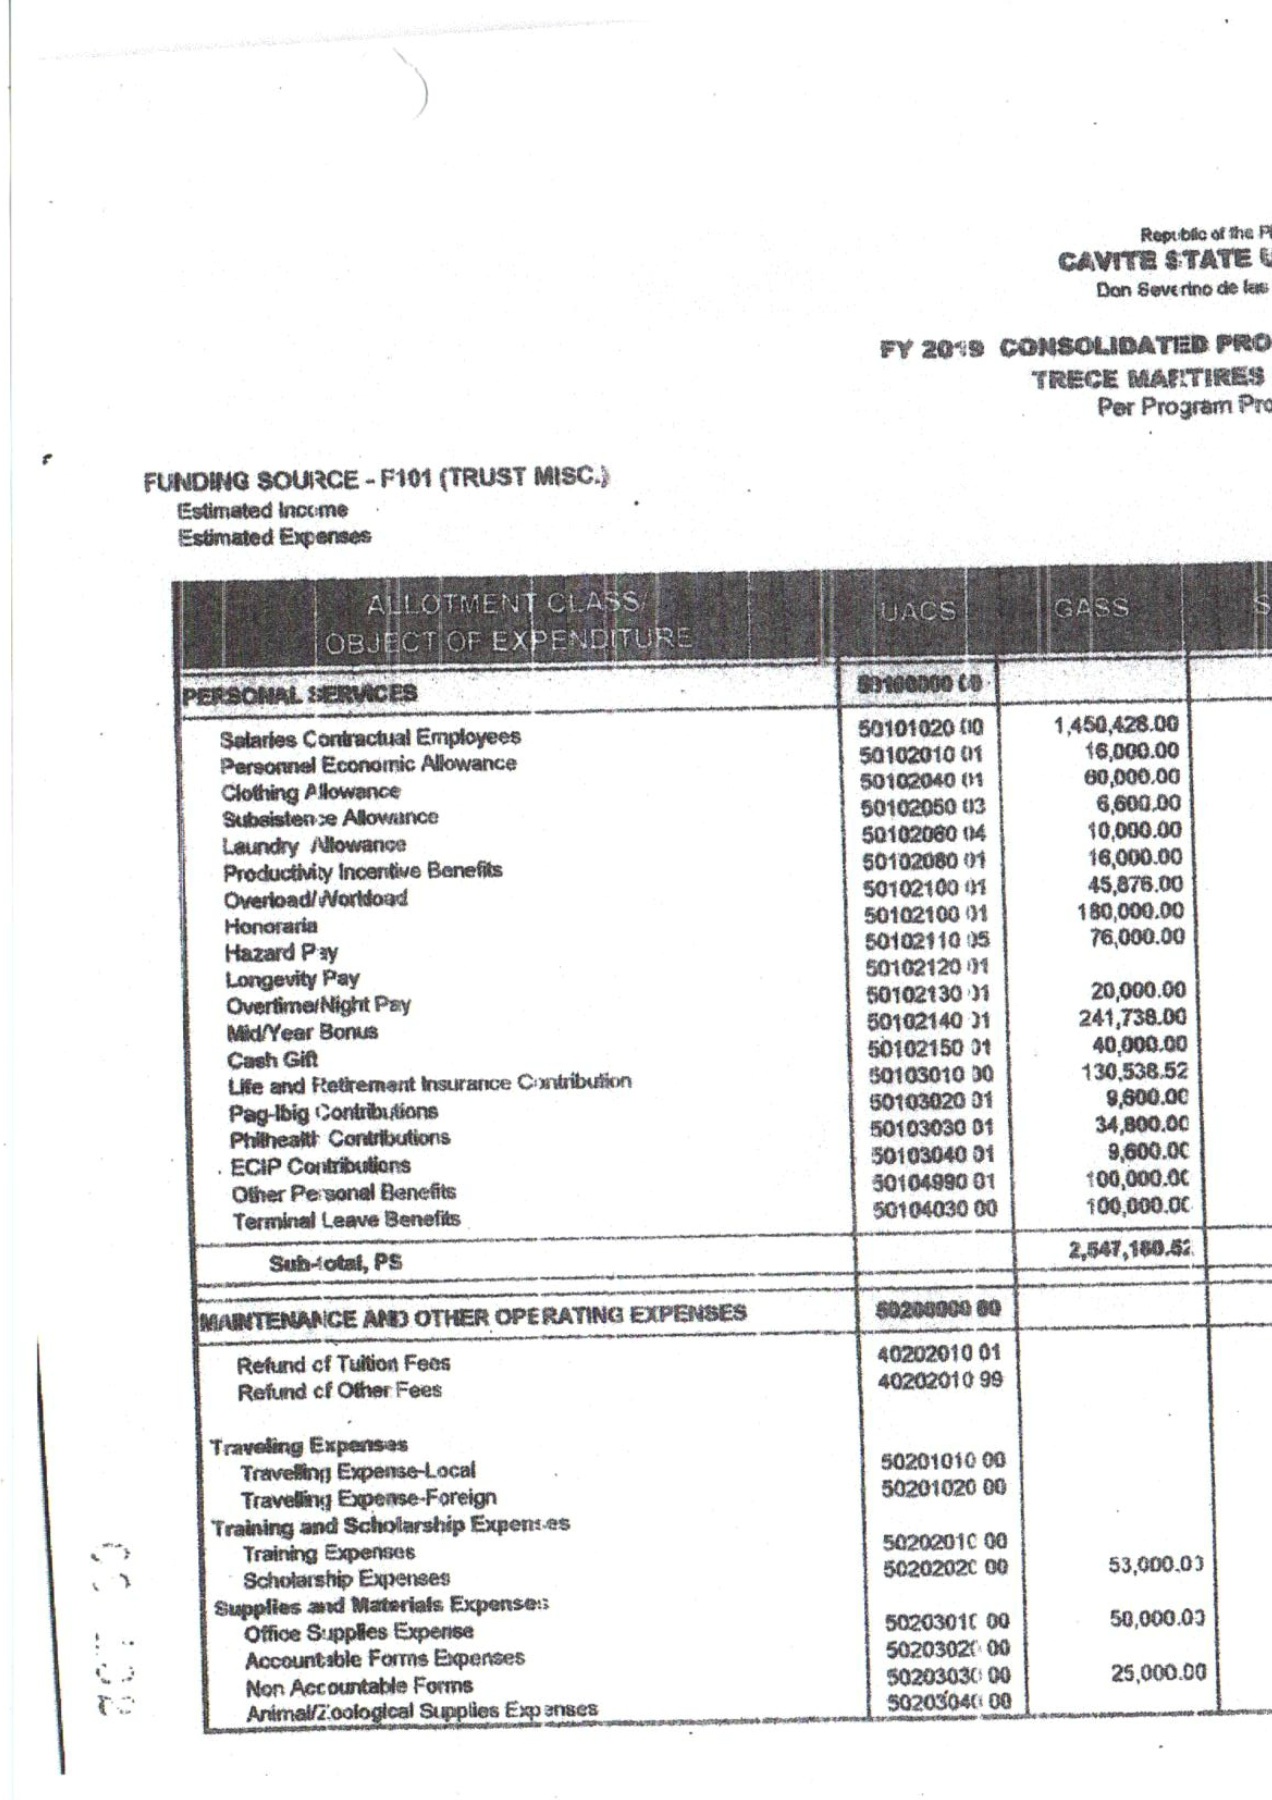 Republic of the
CAVITE STATE
Don Severino de las
FY 2019 CONSOLIDATED PRO
TRECE MARTIRES
Per Program Pro
FUNDING SOURCE - F101 (TRUST MISC.)
Estimated Income
Estimated Expenses
ALLOTMENT CLASS/ OBJECT OF EXPENDITURE UACS GASS S
PERSONAL SERVICES 50100000 00
Salaries Contractual Employees 50101020 00 1,450,428.00
Personnel Economic Allowance 50102010 01 16,000.00
Clothing Allowance 50102040 01 60,000.00
Subsistence Allowance 50102050 03 6,600.00
Laundry Allowance 50102060 04 10,000.00
Productivity Incentive Benefits 50102080 01 16,000.00
Overload/Workload 50102100 01 45,876.00
Honoraria 50102100 01 180,000.00
Hazard Pay 50102110 05 76,000.00
Longevity Pay 50102120 01
Overtime/Night Pay 50102130 01 20,000.00
Mid/Year Bonus 50102140 01 241,738.00
Cash Gift 50102150 01 40,000.00
Life and Retirement Insurance Contribution 50103010 00 130,538.52
Pag-Ibig Contributions 50103020 01 9,600.00
Philhealth Contributions 50103030 01 34,800.00
ECIP Contributions 50103040 01 9,600.00
Other Personal Benefits 50104990 01 100,000.00
Terminal Leave Benefits 50104030 00 100,000.00
Sub-total, PS 2,547,180.52
MAINTENANCE AND OTHER OPERATING EXPENSES 50200000 00
Refund of Tuition Fees 40202010 01
Refund of Other Fees 40202010 99
Traveling Expenses
Travelling Expense-Local 50201010 00
Travelling Expense-Foreign 50201020 00
Training and Scholarship Expenses
Training Expenses 50202010 00
Scholarship Expenses 50202020 00 53,000.00
Supplies and Materials Expenses
Office Supplies Expense 50203010 00 50,000.00
Accountable Forms Expenses 50203020 00
Non Accountable Forms 50203030 00 25,000.00
Animal/Zoological Supplies Expenses 50203040 00